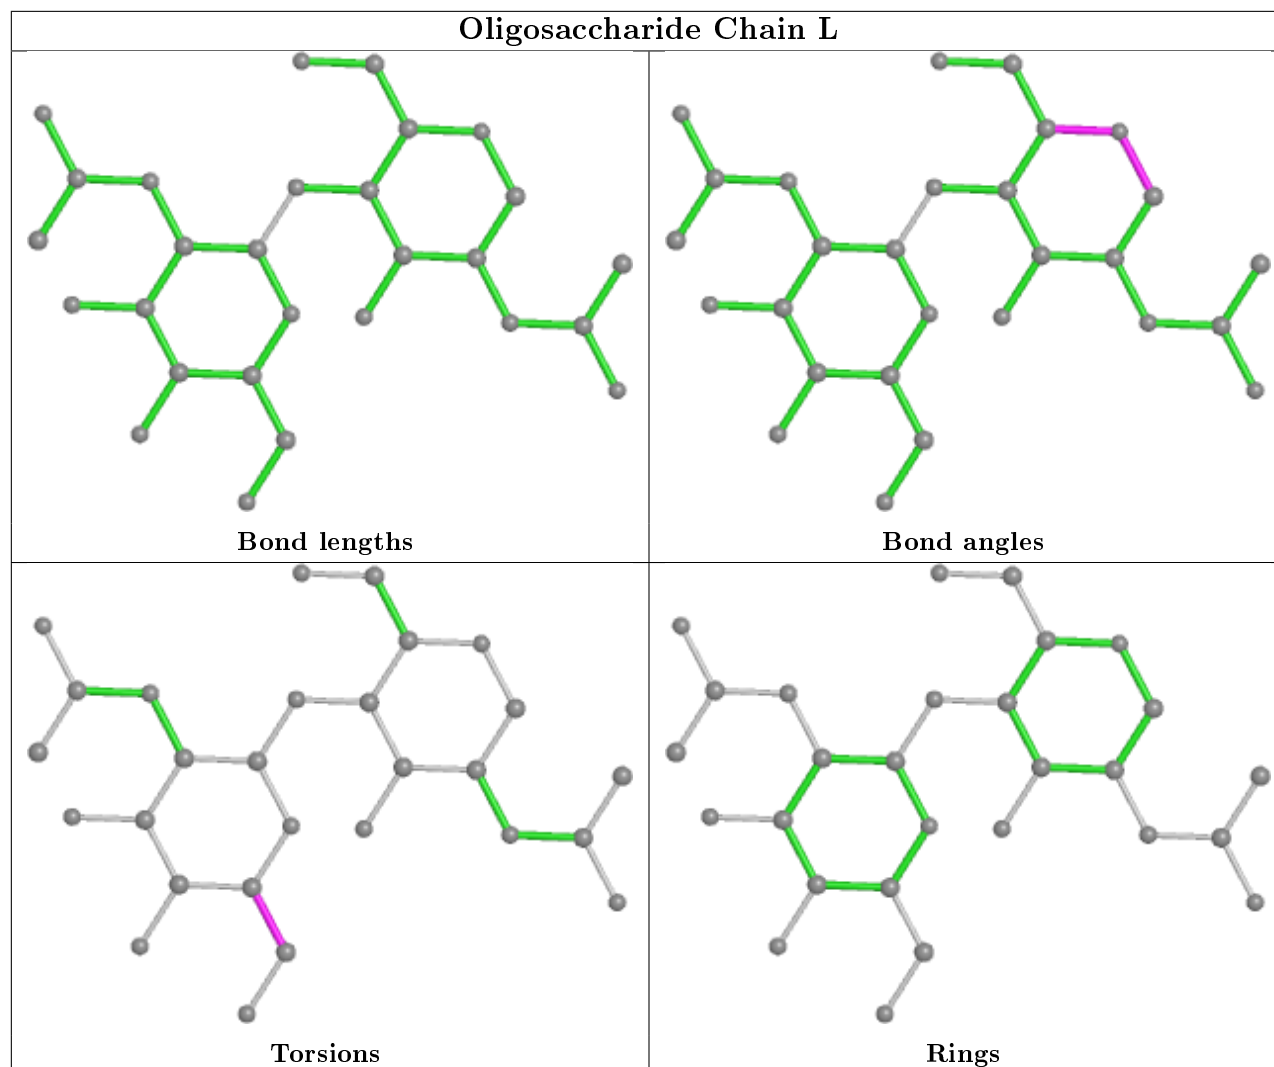 Oligosaccharide Chain L
Bond lengths
Bond angles
Torsions
Rings